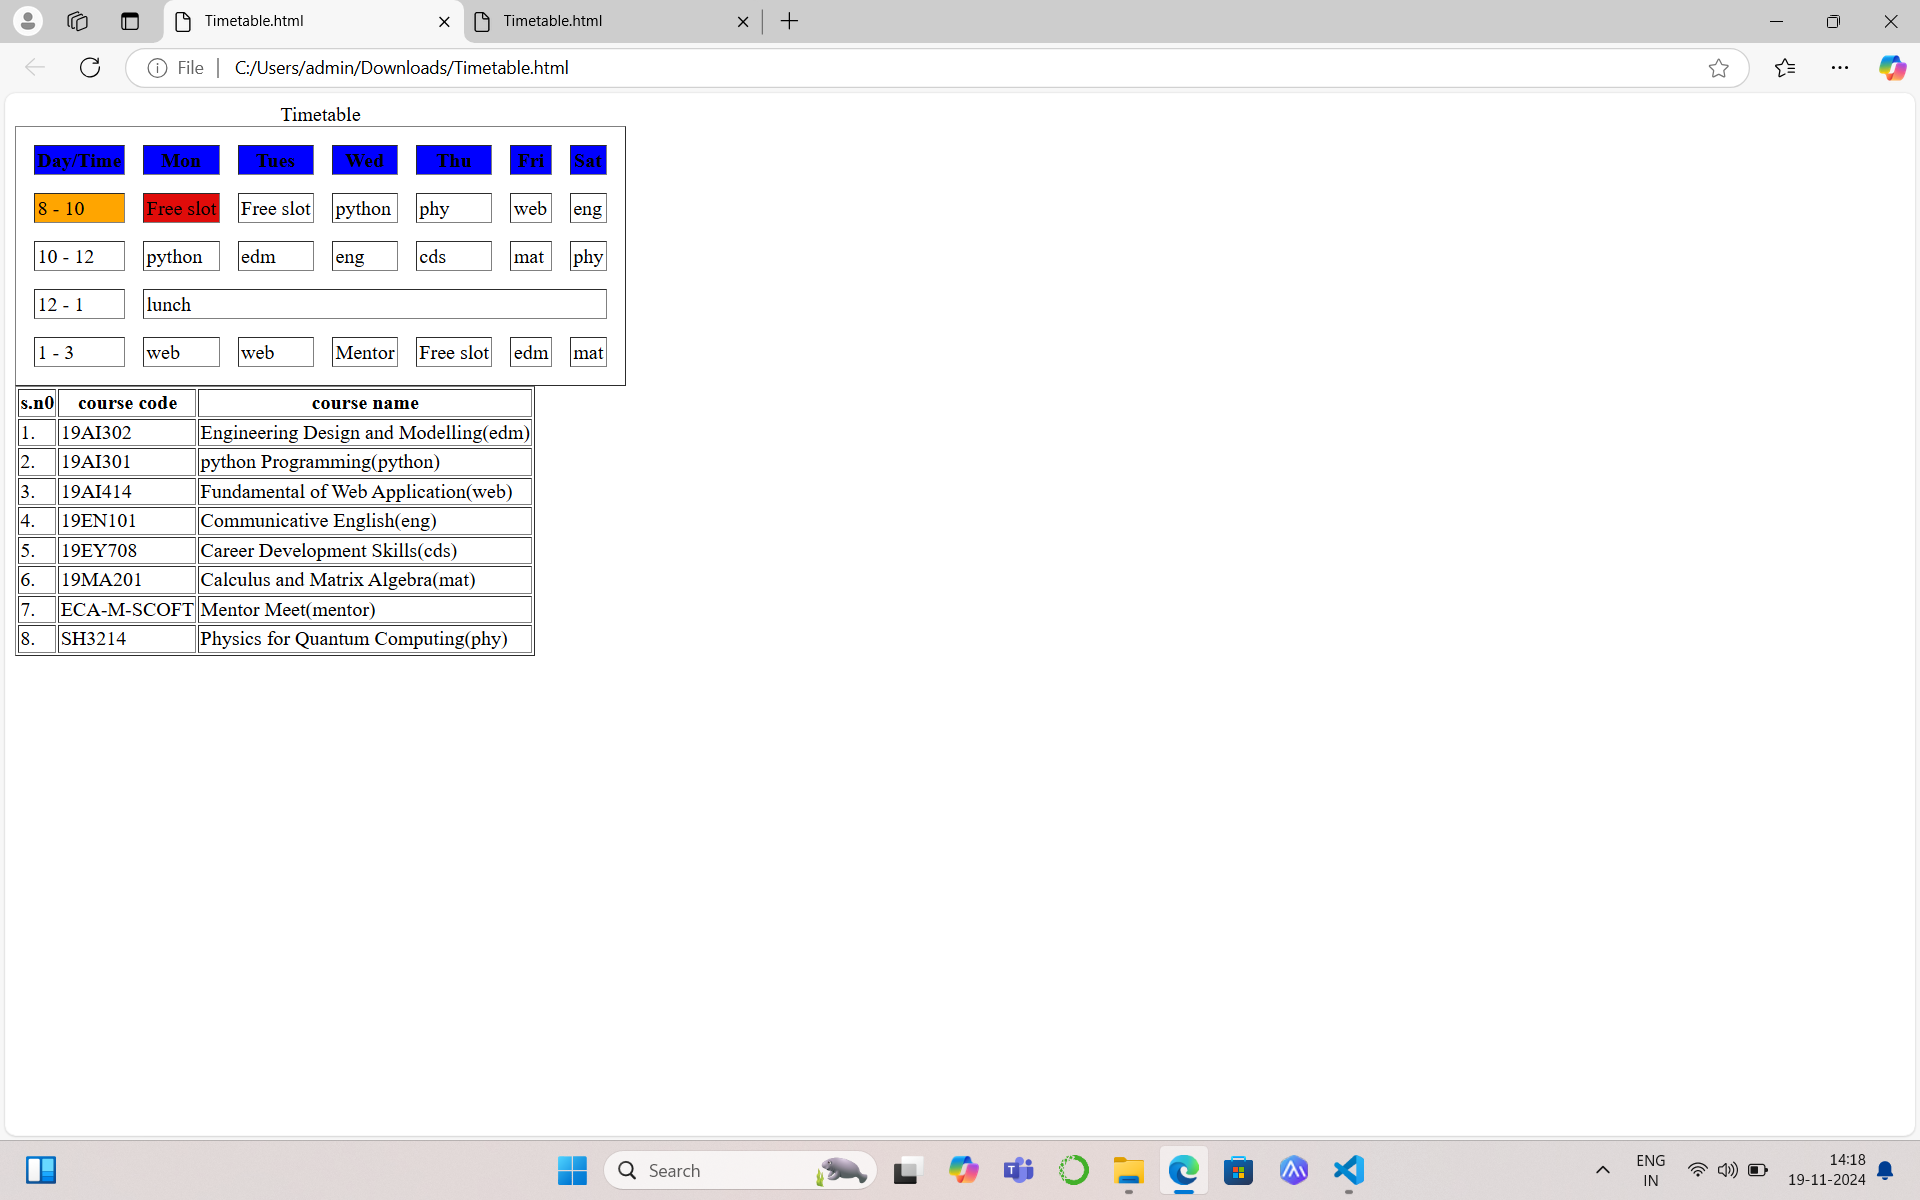 Timetable.html
Timetable.html
File
C:/Users/admin/Downloads/Timetable.html
Timetable
Day/Time Mon Tues Wed Thu Fri Sat
8 - 10 Free slot Free slot python phy web eng
10 - 12 python edm eng cds mat phy
12 - 1 lunch
1 - 3 web web Mentor Free slot edm mat
s.n0 course code course name
1. 19AI302 Engineering Design and Modelling(edm)
2. 19AI301 python Programming(python)
3. 19AI414 Fundamental of Web Application(web)
4. 19EN101 Communicative English(eng)
5. 19EY708 Career Development Skills(cds)
6. 19MA201 Calculus and Matrix Algebra(mat)
7. ECA-M-SCOFT Mentor Meet(mentor)
8. SH3214 Physics for Quantum Computing(phy)
Search
ENG
IN
14:18
19-11-2024